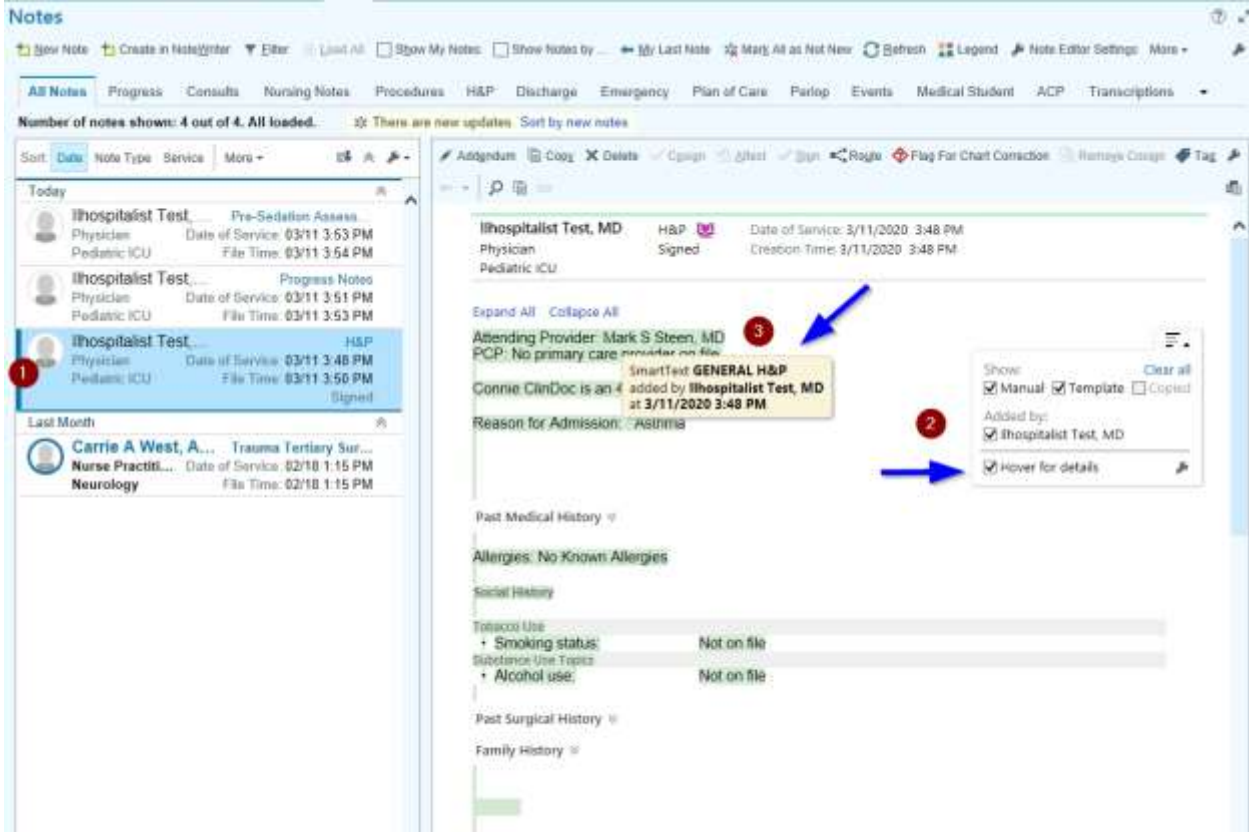 Notes
New Note Create in NoteWriter Filter Load All Show My Notes Show Notes by ... My Last Note Mark All as Not New Refresh Legend Note Editor Settings More
All Notes Progress Consults Nursing Notes Procedures H&P Discharge Emergency Plan of Care Periop Events Medical Student ACP Transcriptions
Number of notes shown: 4 out of 4. All loaded. There are new updates Sort by new notes
Sort: Date Note Type Service More
Today
Ilhospitalist Test, ... Pre-Sedation Assess...
Physician Date of Service: 03/11 3:53 PM
Pediatric ICU File Time: 03/11 3:54 PM
Ilhospitalist Test,... Progress Notes
Physician Date of Service: 03/11 3:51 PM
Pediatric ICU File Time: 03/11 3:53 PM
Ilhospitalist Test,... H&P
1
Physician Date of Service: 03/11 3:48 PM
Pediatric ICU File Time: 03/11 3:50 PM
Signed
Last Month
Carrie A West, A... Trauma Tertiary Sur...
Nurse Practiti... Date of Service: 02/18 1:15 PM
Neurology File Time: 02/18 1:15 PM
Addendum Copy Delete Cosign Attest Sign Route Flag For Chart Correction Remove Cosign Tag
Ilhospitalist Test, MD H&P Date of Service: 3/11/2020 3:48 PM
Physician Signed Creation Time: 3/11/2020 3:48 PM
Pediatric ICU
Expand All Collapse All
Attending Provider: Mark S Steen, MD
3
PCP: No primary care provider on file
SmartText GENERAL H&P
added by Ilhospitalist Test, MD
at 3/11/2020 3:48 PM
Connie ClinDoc is an 4
Reason for Admission: Asthma
Show: Clear all
Manual Template Copied
Added by:
2
Ilhospitalist Test, MD
Hover for details
Past Medical History
Allergies: No Known Allergies
Social History
Tobacco Use
• Smoking status: Not on file
Substance Use Topics
• Alcohol use: Not on file
Past Surgical History
Family History